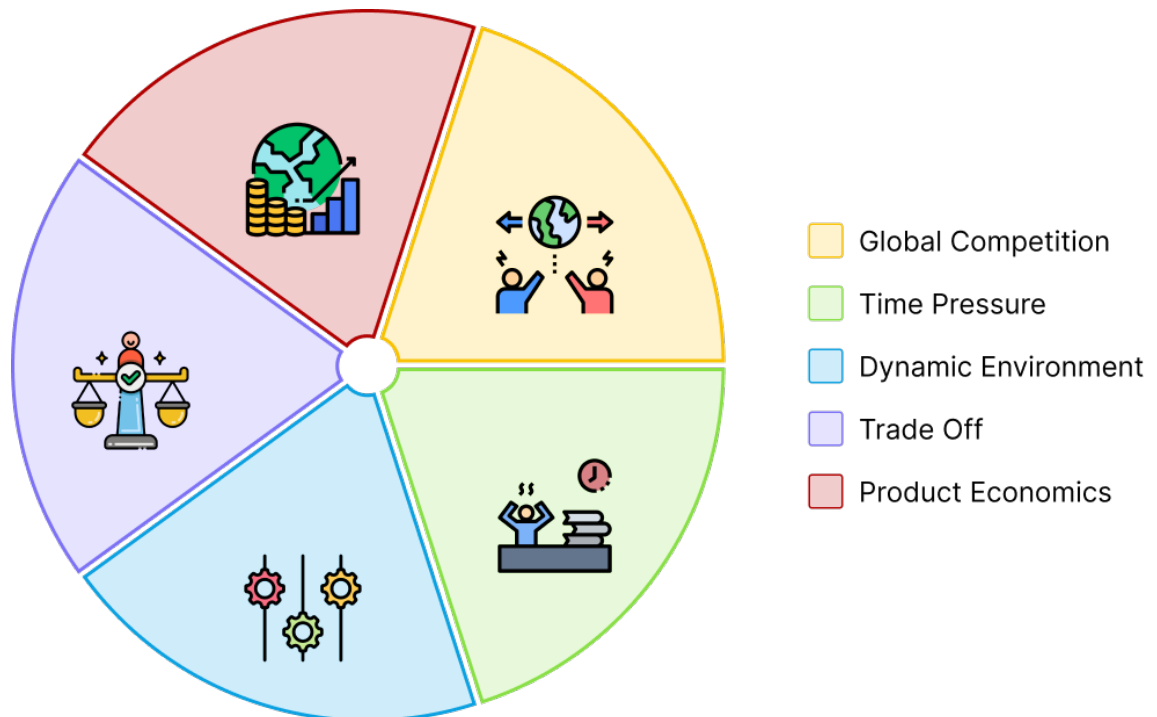 Global Competition
Time Pressure
Dynamic Environment
Trade Off
Product Economics